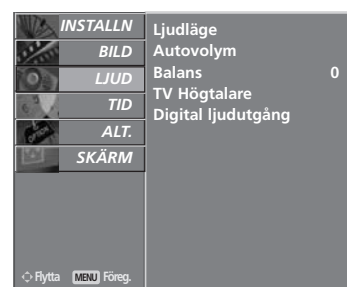 INSTALLN
BILD
LJUD
TID
ALT.
SKÄRM
Ljudläge
Autovolym
Balans 0
TV Högtalare
Digital ljudutgång
Flytta MENU Föreg.